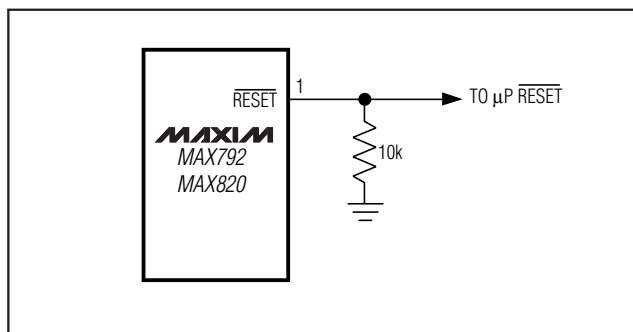 RESET 1
TO μP RESET
MAXIM
MAX792
MAX820
10k